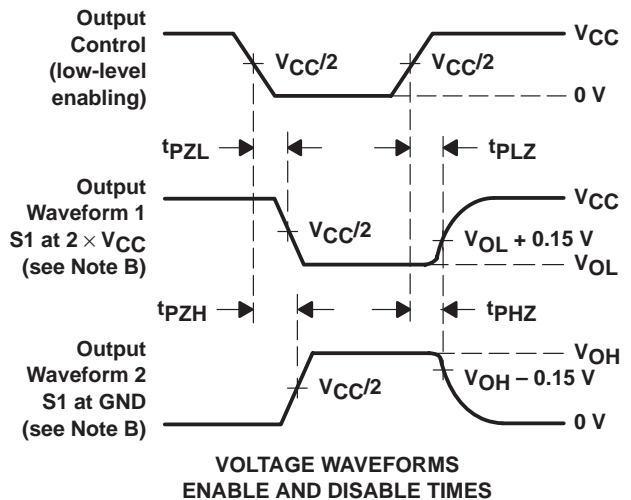 Output
Control
(low-level
enabling)
VCC/2
VCC/2
VCC
0 V
tPZL
tPLZ
Output
Waveform 1
S1 at 2 × VCC
(see Note B)
VCC/2
VCC
VOL + 0.15 V
VOL
tPZH
tPHZ
Output
Waveform 2
S1 at GND
(see Note B)
VCC/2
VOH
VOH – 0.15 V
0 V
VOLTAGE WAVEFORMS
ENABLE AND DISABLE TIMES